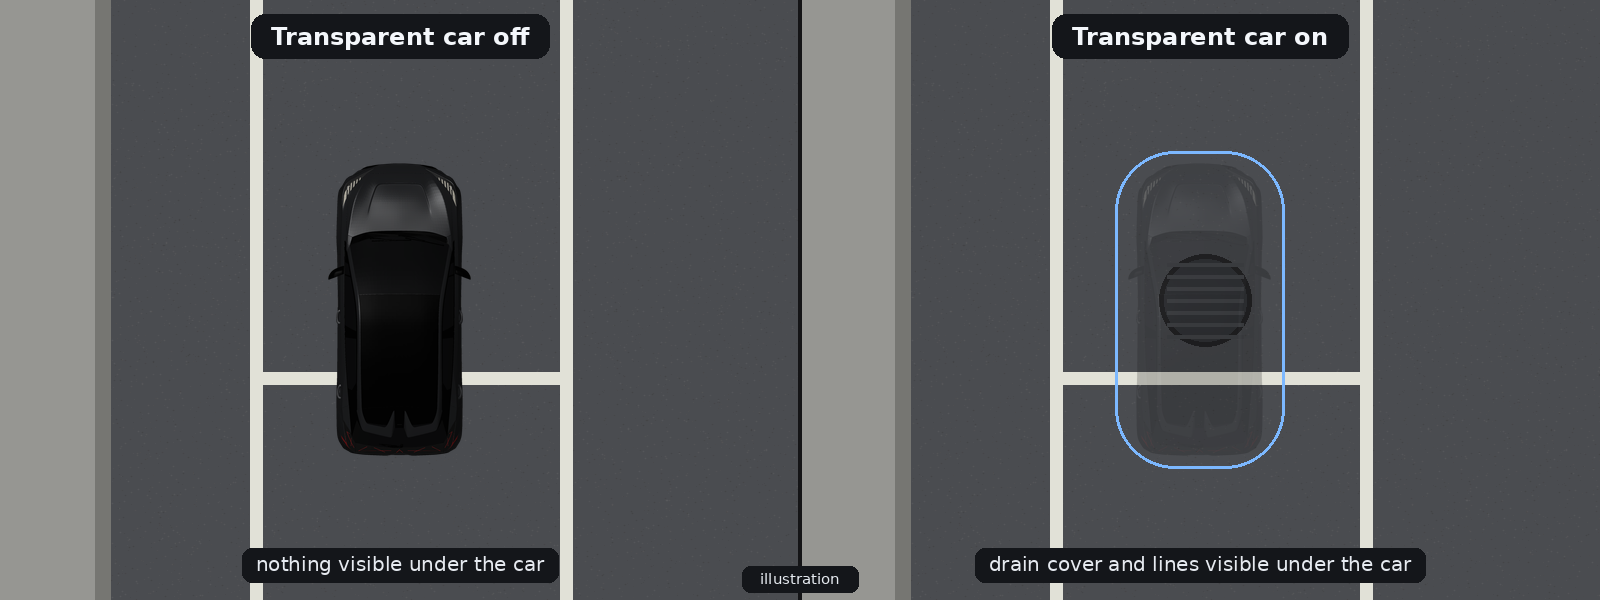 Transparent car off
Transparent car on
nothing visible under the car
drain cover and lines visible under the car
illustration